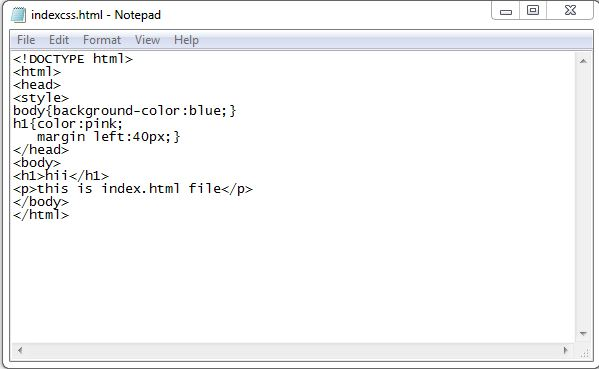 indexcss.html - Notepad
File Edit Format View Help
<!DOCTYPE html>
<html>
<head>
<style>
body{background-color:blue;}
h1{color:pink;
   margin left:40px;}
</head>
<body>
<h1>hii</h1>
<p>this is index.html file</p>
</body>
</html>